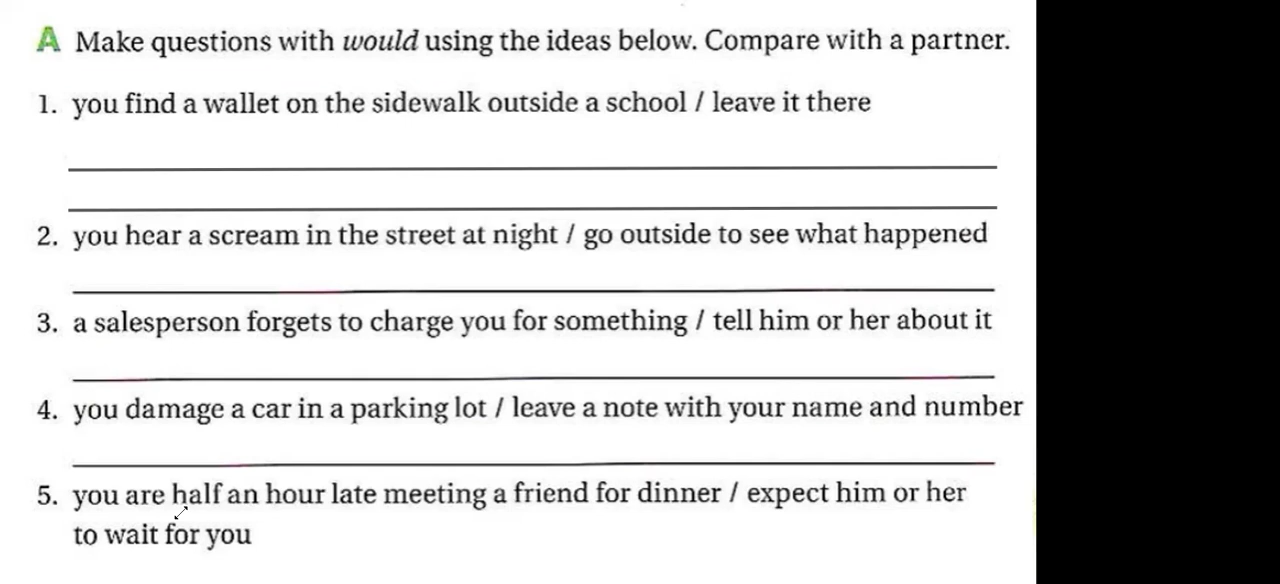 A Make questions with would using the ideas below. Compare with a partner.
1. you find a wallet on the sidewalk outside a school / leave it there
2. you hear a scream in the street at night / go outside to see what happened
3. a salesperson forgets to charge you for something / tell him or her about it
4. you damage a car in a parking lot / leave a note with your name and number
5. you are half an hour late meeting a friend for dinner / expect him or her
to wait for you